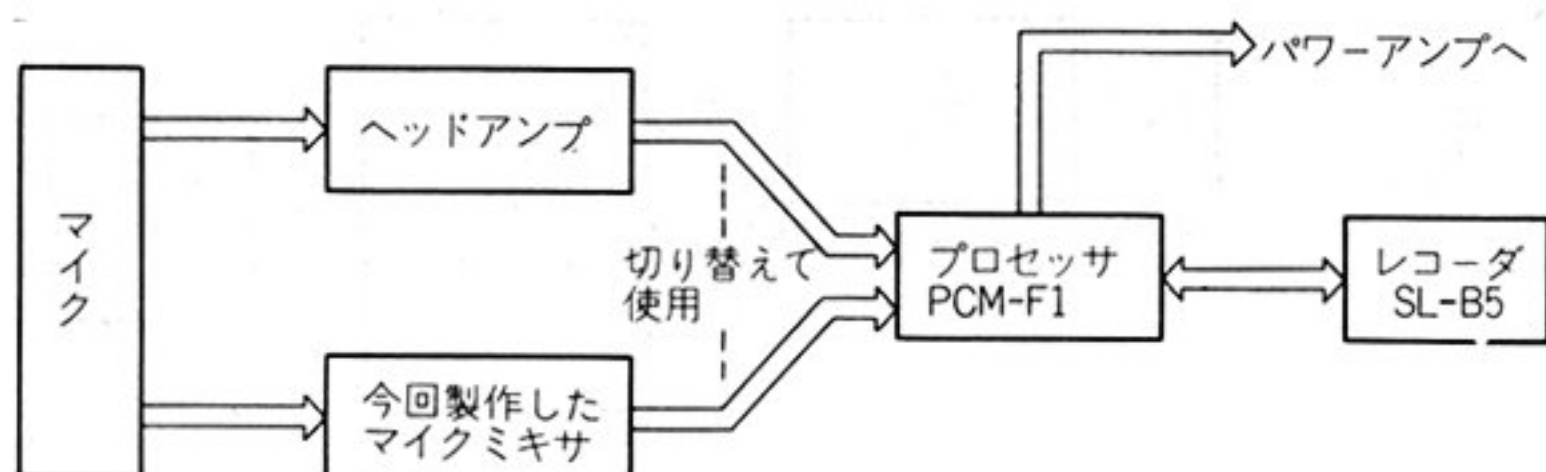 パワーアンプへ
ヘッドアンプ
マイク
切り替えて
使用
プロセッサ
PCM-F1
レコーダ
SL-B5
今回製作した
マイクミキサ